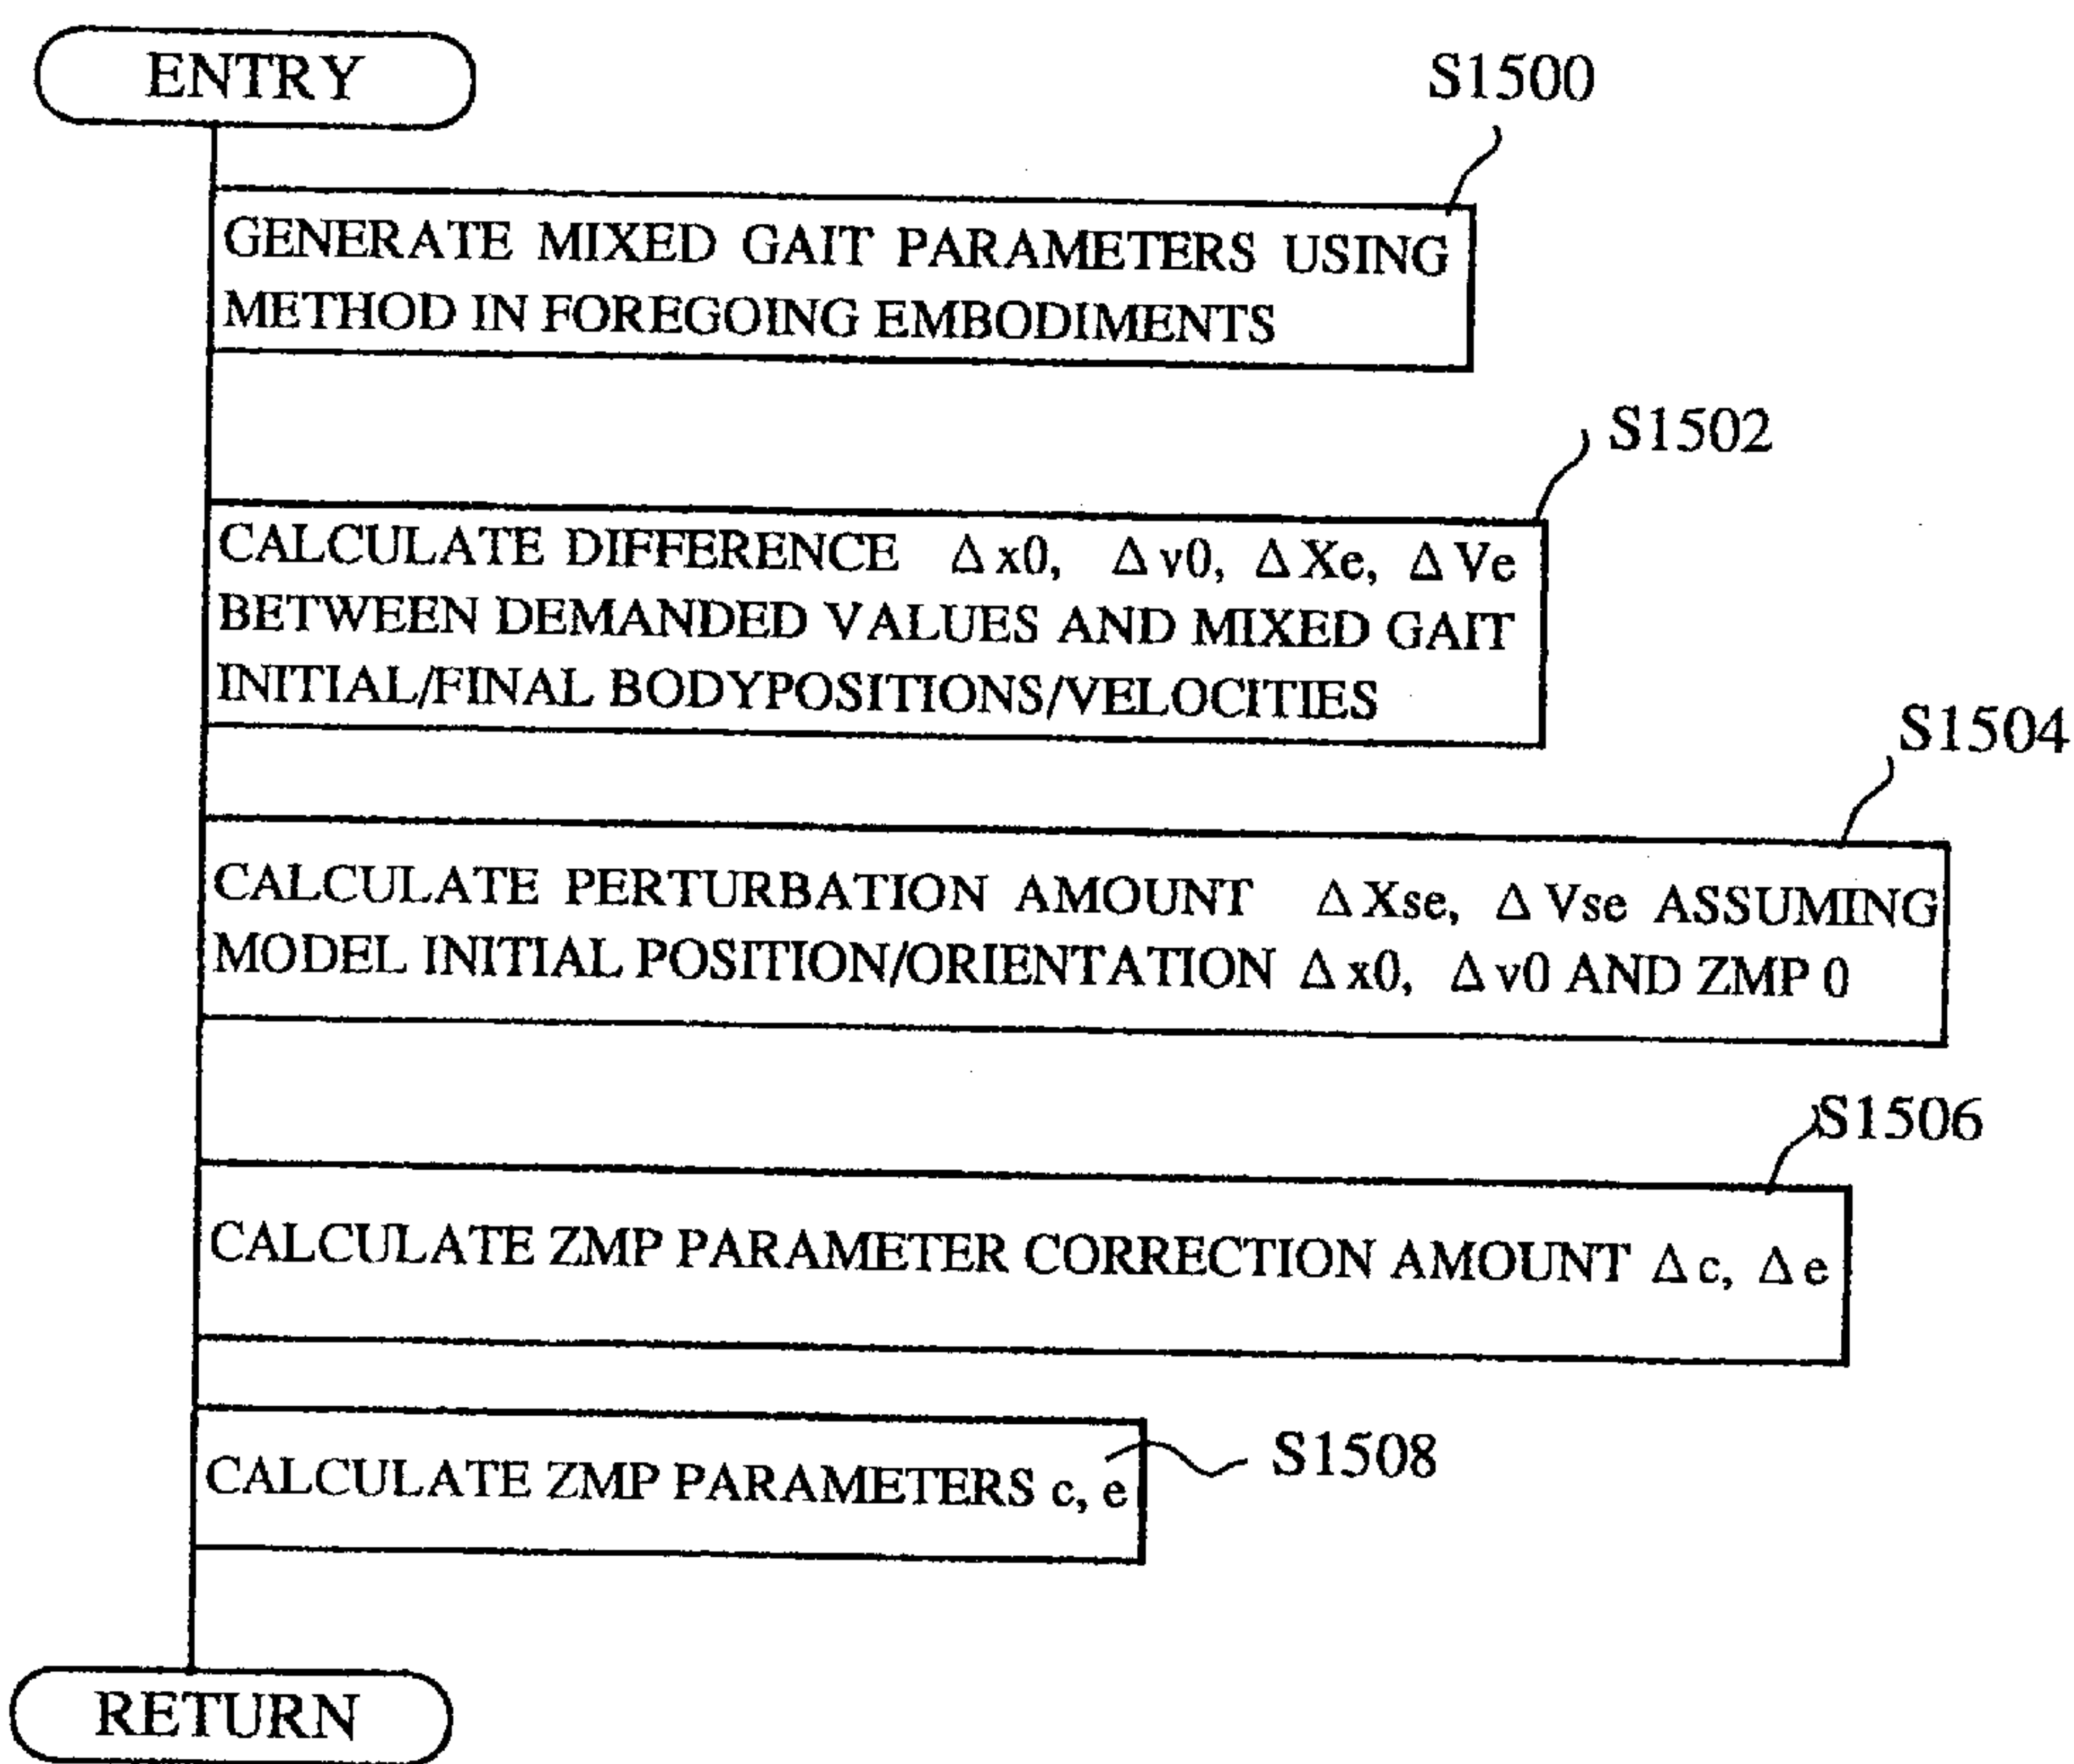 ENTRY
S1500
GENERATE MIXED GAIT PARAMETERS USING
METHOD IN FOREGOING EMBODIMENTS
S1502
CALCULATE DIFFERENCE Δx0, Δv0, ΔXe, ΔVe
BETWEEN DEMANDED VALUES AND MIXED GAIT
INITIAL/FINAL BODYPOSITIONS/VELOCITIES
S1504
CALCULATE PERTURBATION AMOUNT ΔXse, ΔVse ASSUMING
MODEL INITIAL POSITION/ORIENTATION Δx0, Δv0 AND ZMP 0
S1506
CALCULATE ZMP PARAMETER CORRECTION AMOUNT Δc, Δe
S1508
CALCULATE ZMP PARAMETERS c, e
RETURN